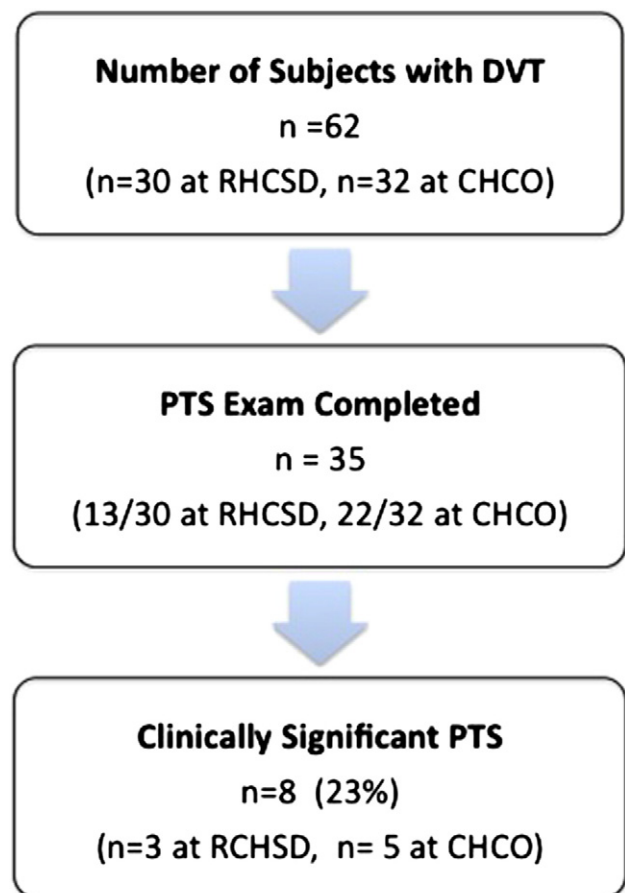 Number of Subjects with DVT
n =62
(n=30 at RHCSD, n=32 at CHCO)
PTS Exam Completed
n = 35
(13/30 at RHCSD, 22/32 at CHCO)
Clinically Significant PTS
n=8 (23%)
(n=3 at RCHSD, n= 5 at CHCO)